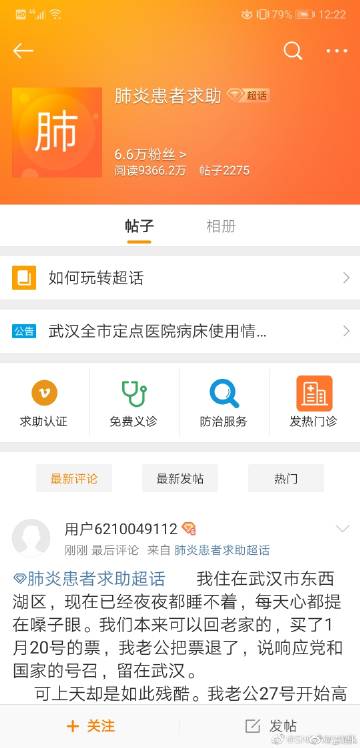 HD 4G 79% 12:22
肺炎患者求助 超话
肺
6.6万粉丝 >
阅读9366.2万 帖子2275
帖子 相册
如何玩转超话
公告 武汉全市定点医院病床使用情...
求助认证 免费义诊 防治服务 发热门诊
最新评论 最新发帖 热门
用户6210049112
刚刚 最后评论 来自 肺炎患者求助超话
肺炎患者求助超话 我住在武汉市东西
湖区，现在已经夜夜都睡不着，每天心都提
在嗓子眼。我们本来可以回老家的，买了1
月20号的票，我老公把票退了，说响应党和
国家的号召，留在武汉。
可上天却是如此残酷。我老公27号开始高
+ 关注 发帖